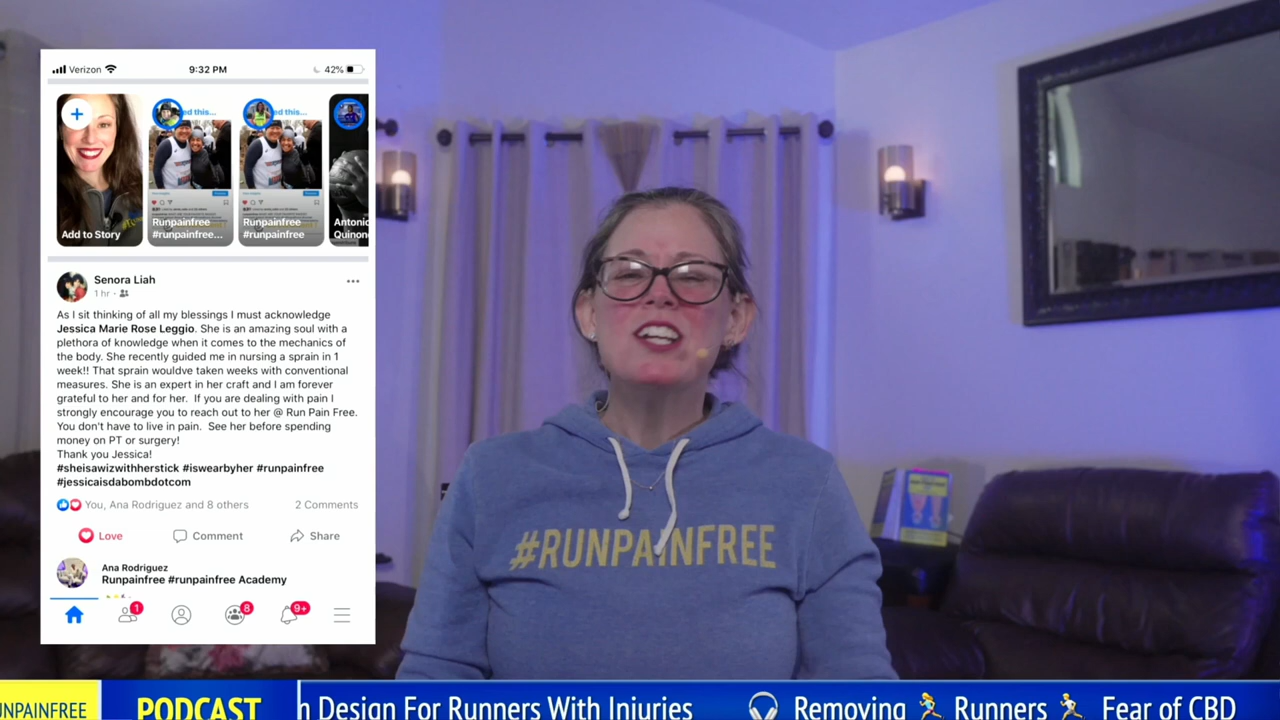 Verizon
9:32 PM
42%
ed this...
ed this...
Add to Story
Runpainfree
#runpainfree...
Runpainfree
#runpainfree
Antonio
Quinon
Senora Liah
1 hr ·
As I sit thinking of all my blessings I must acknowledge
Jessica Marie Rose Leggio. She is an amazing soul with a
plethora of knowledge when it comes to the mechanics of
the body. She recently guided me in nursing a sprain in 1
week!! That sprain wouldve taken weeks with conventional
measures. She is an expert in her craft and I am forever
grateful to her and for her. If you are dealing with pain I
strongly encourage you to reach out to her @ Run Pain Free.
You don't have to live in pain. See her before spending
money on PT or surgery!
Thank you Jessica!
#sheisawizwithherstick #iswearbyher #runpainfree
#jessicaisdabombdotcom
You, Ana Rodriguez and 8 others
2 Comments
Love
Comment
Share
Ana Rodriguez
Runpainfree #runpainfree Academy
1
8
9+
#RUNPAINFREE
NPAINFREE
PODCAST
n Design For Runners With Injuries
Removing Runners Fear of CBD